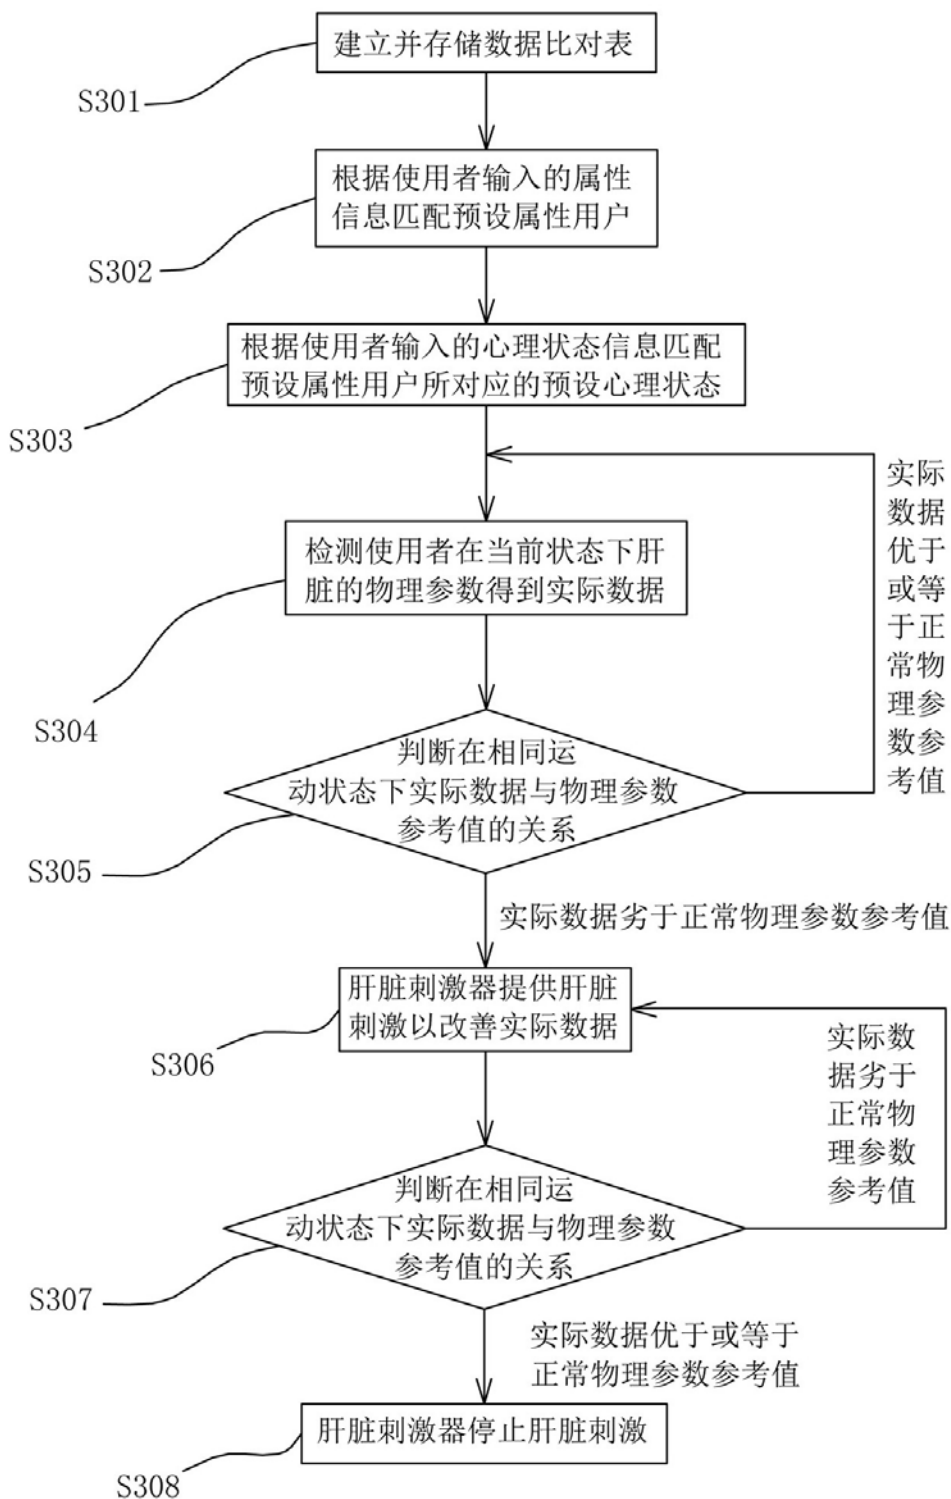 建立并存储数据比对表
S301
根据使用者输入的属性
信息匹配预设属性用户
S302
根据使用者输入的心理状态信息匹配
预设属性用户所对应的预设心理状态
S303
实际
数据
优于
或等
于正
常物
理参
数参
考值
检测使用者在当前状态下肝
脏的物理参数得到实际数据
S304
判断在相同运
动状态下实际数据与物理参数
参考值的关系
S305
实际数据劣于正常物理参数参考值
肝脏刺激器提供肝脏
刺激以改善实际数据
S306
实际数
据劣于
正常物
理参数
参考值
判断在相同运
动状态下实际数据与物理参数
参考值的关系
S307
实际数据优于或等于
正常物理参数参考值
肝脏刺激器停止肝脏刺激
S308